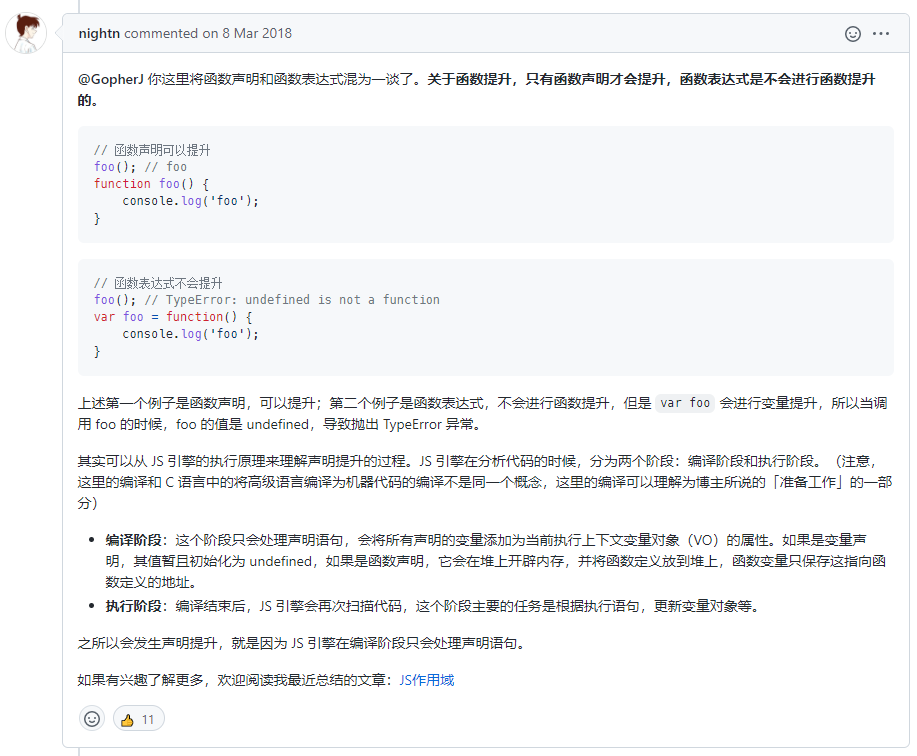 nightn commented on 8 Mar 2018
@GopherJ 你这里将函数声明和函数表达式混为一谈了。关于函数提升，只有函数声明才会提升，函数表达式是不会进行函数提升
的。
// 函数声明可以提升
foo(); // foo
function foo() {
    console.log('foo');
}
// 函数表达式不会提升
foo(); // TypeError: undefined is not a function
var foo = function() {
    console.log('foo');
}
上述第一个例子是函数声明，可以提升；第二个例子是函数表达式，不会进行函数提升，但是 var foo 会进行变量提升，所以当调
用 foo 的时候，foo 的值是 undefined，导致抛出 TypeError 异常。
其实可以从 JS 引擎的执行原理来理解声明提升的过程。JS 引擎在分析代码的时候，分为两个阶段：编译阶段和执行阶段。（注意，
这里的编译和 C 语言中的将高级语言编译为机器代码的编译不是同一个概念，这里的编译可以理解为博主所说的「准备工作」的一部
分）
• 编译阶段：这个阶段只会处理声明语句，会将所有声明的变量添加为当前执行上下文变量对象（VO）的属性。如果是变量声
明，其值暂且初始化为 undefined，如果是函数声明，它会在堆上开辟内存，并将函数定义放到堆上，函数变量只保存这指向函
数定义的地址。
• 执行阶段：编译结束后，JS 引擎会再次扫描代码，这个阶段主要的任务是根据执行语句，更新变量对象等。
之所以会发生声明提升，就是因为 JS 引擎在编译阶段只会处理声明语句。
如果有兴趣了解更多，欢迎阅读我最近总结的文章：JS作用域
11